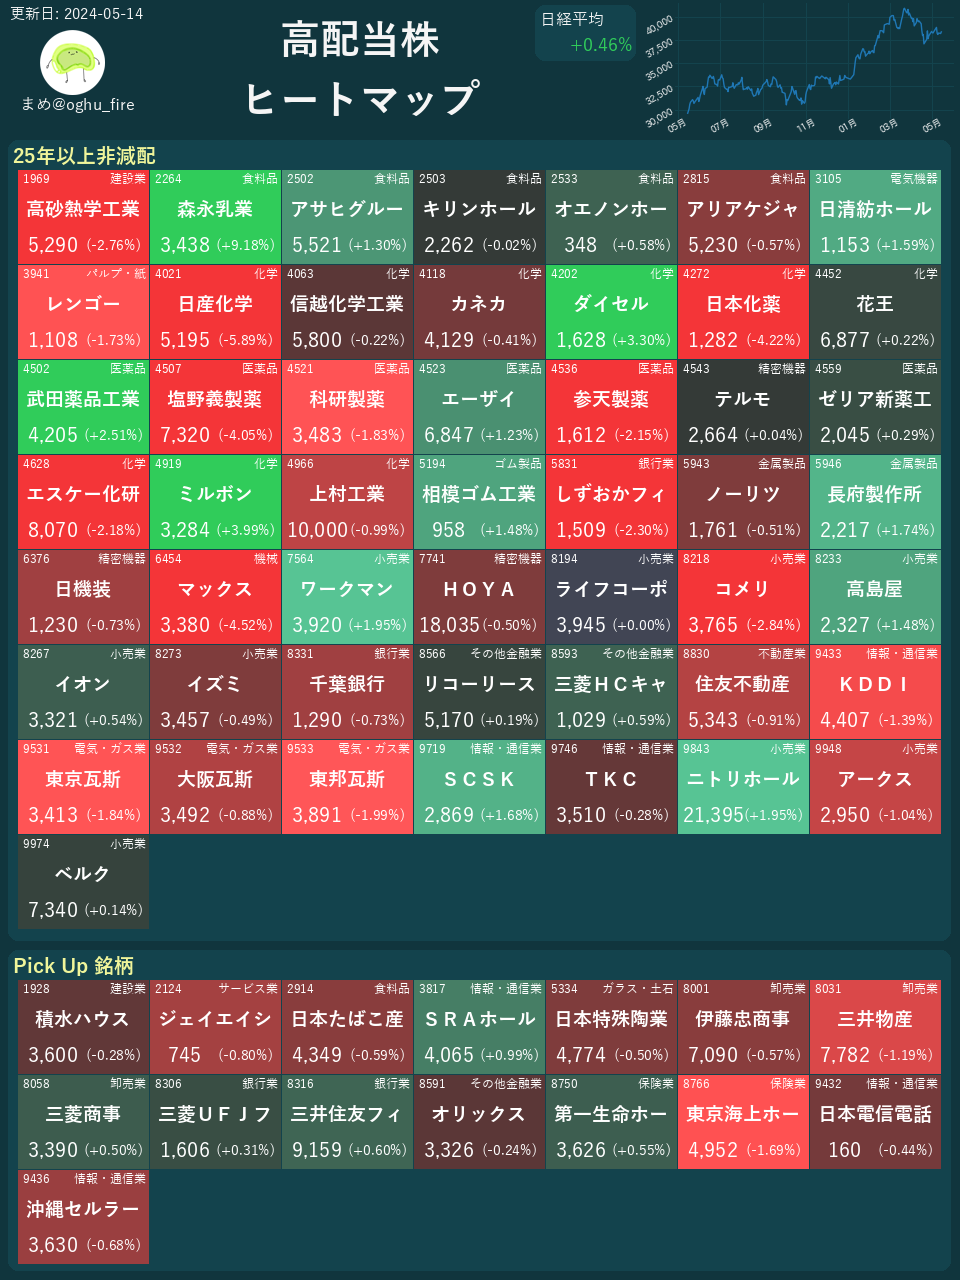 更新日: 2024-05-14
まめ@oghu_fire
高配当株
ヒートマップ
日経平均
+0.46%
40,000
37,500
35,000
32,500
30,000
05月 07月 09月 11月 01月 03月 05月
25年以上非減配
1969 建設業
高砂熱学工業
5,290 (-2.76%)
2264 食料品
森永乳業
3,438 (+9.18%)
2502 食料品
アサヒグルー
5,521 (+1.30%)
2503 食料品
キリンホール
2,262 (-0.02%)
2533 食料品
オエノンホー
348 (+0.58%)
2815 食料品
アリアケジャ
5,230 (-0.57%)
3105 電気機器
日清紡ホール
1,153 (+1.59%)
3941 パルプ・紙
レンゴー
1,108 (-1.73%)
4021 化学
日産化学
5,195 (-5.89%)
4063 化学
信越化学工業
5,800 (-0.22%)
4118 化学
カネカ
4,129 (-0.41%)
4202 化学
ダイセル
1,628 (+3.30%)
4272 化学
日本化薬
1,282 (-4.22%)
4452 化学
花王
6,877 (+0.22%)
4502 医薬品
武田薬品工業
4,205 (+2.51%)
4507 医薬品
塩野義製薬
7,320 (-4.05%)
4521 医薬品
科研製薬
3,483 (-1.83%)
4523 医薬品
エーザイ
6,847 (+1.23%)
4536 医薬品
参天製薬
1,612 (-2.15%)
4543 精密機器
テルモ
2,664 (+0.04%)
4559 医薬品
ゼリア新薬工
2,045 (+0.29%)
4628 化学
エスケー化研
8,070 (-2.18%)
4919 化学
ミルボン
3,284 (+3.99%)
4966 化学
上村工業
10,000 (-0.99%)
5194 ゴム製品
相模ゴム工業
958 (+1.48%)
5831 銀行業
しずおかフィ
1,509 (-2.30%)
5943 金属製品
ノーリツ
1,761 (-0.51%)
5946 金属製品
長府製作所
2,217 (+1.74%)
6376 精密機器
日機装
1,230 (-0.73%)
6454 機械
マックス
3,380 (-4.52%)
7564 小売業
ワークマン
3,920 (+1.95%)
7741 精密機器
ＨＯＹＡ
18,035 (-0.50%)
8194 小売業
ライフコーポ
3,945 (+0.00%)
8218 小売業
コメリ
3,765 (-2.84%)
8233 小売業
高島屋
2,327 (+1.48%)
8267 小売業
イオン
3,321 (+0.54%)
8273 小売業
イズミ
3,457 (-0.49%)
8331 銀行業
千葉銀行
1,290 (-0.73%)
8566 その他金融業
リコーリース
5,170 (+0.19%)
8593 その他金融業
三菱ＨＣキャ
1,029 (+0.59%)
8830 不動産業
住友不動産
5,343 (-0.91%)
9433 情報・通信業
ＫＤＤＩ
4,407 (-1.39%)
9531 電気・ガス業
東京瓦斯
3,413 (-1.84%)
9532 電気・ガス業
大阪瓦斯
3,492 (-0.88%)
9533 電気・ガス業
東邦瓦斯
3,891 (-1.99%)
9719 情報・通信業
ＳＣＳＫ
2,869 (+1.68%)
9746 情報・通信業
ＴＫＣ
3,510 (-0.28%)
9843 小売業
ニトリホール
21,395 (+1.95%)
9948 小売業
アークス
2,950 (-1.04%)
9974 小売業
ベルク
7,340 (+0.14%)
Pick Up 銘柄
1928 建設業
積水ハウス
3,600 (-0.28%)
2124 サービス業
ジェイエイシ
745 (-0.80%)
2914 食料品
日本たばこ産
4,349 (-0.59%)
3817 情報・通信業
ＳＲＡホール
4,065 (+0.99%)
5334 ガラス・土石
日本特殊陶業
4,774 (-0.50%)
8001 卸売業
伊藤忠商事
7,090 (-0.57%)
8031 卸売業
三井物産
7,782 (-1.19%)
8058 卸売業
三菱商事
3,390 (+0.50%)
8306 銀行業
三菱ＵＦＪフ
1,606 (+0.31%)
8316 銀行業
三井住友フィ
9,159 (+0.60%)
8591 その他金融業
オリックス
3,326 (-0.24%)
8750 保険業
第一生命ホー
3,626 (+0.55%)
8766 保険業
東京海上ホー
4,952 (-1.69%)
9432 情報・通信業
日本電信電話
160 (-0.44%)
9436 情報・通信業
沖縄セルラー
3,630 (-0.68%)